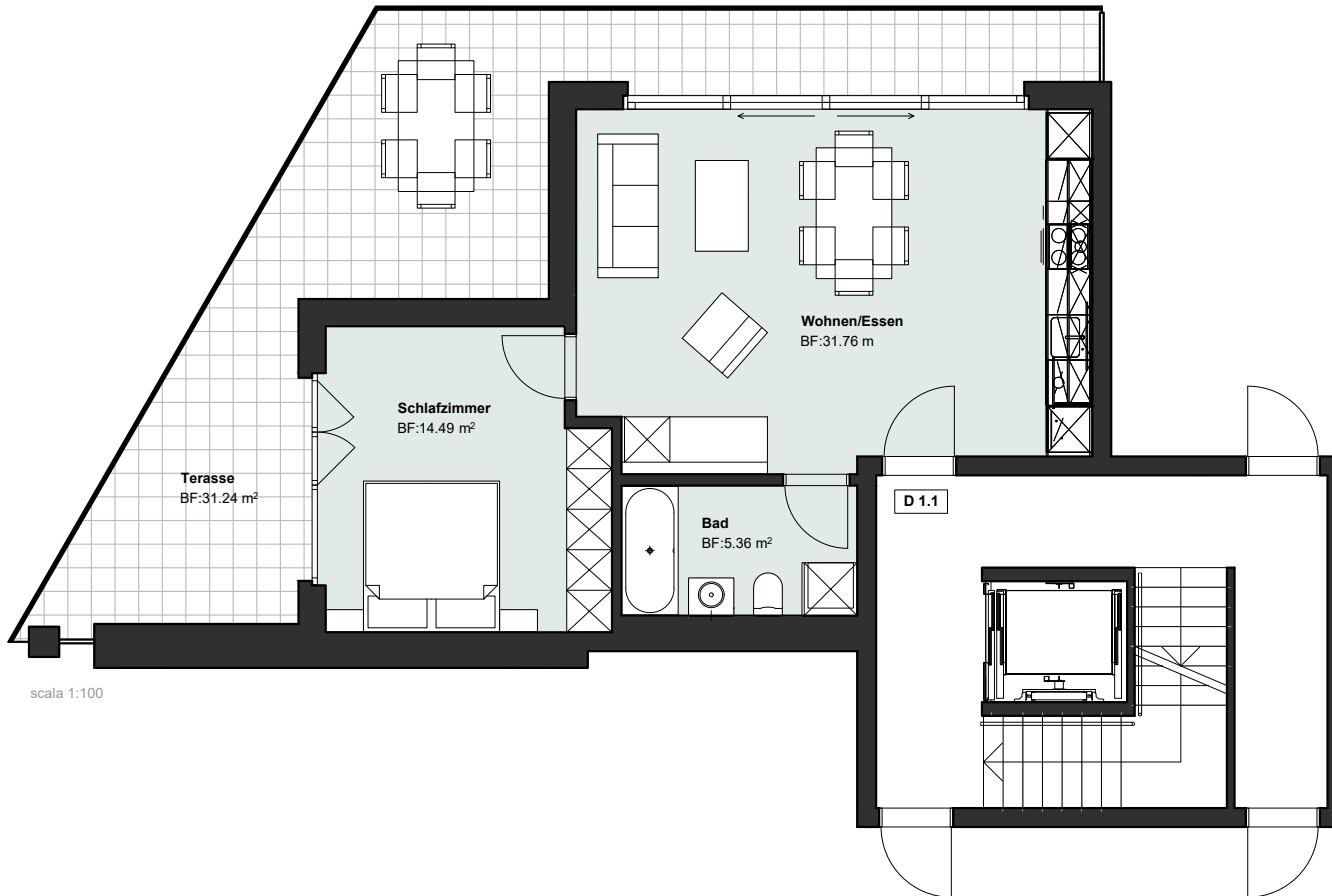 Wohnen/Essen
BF:31.76 m
Schlafzimmer
BF:14.49 m²
Terasse
BF:31.24 m²
Bad
BF:5.36 m²
D 1.1
scala 1:100